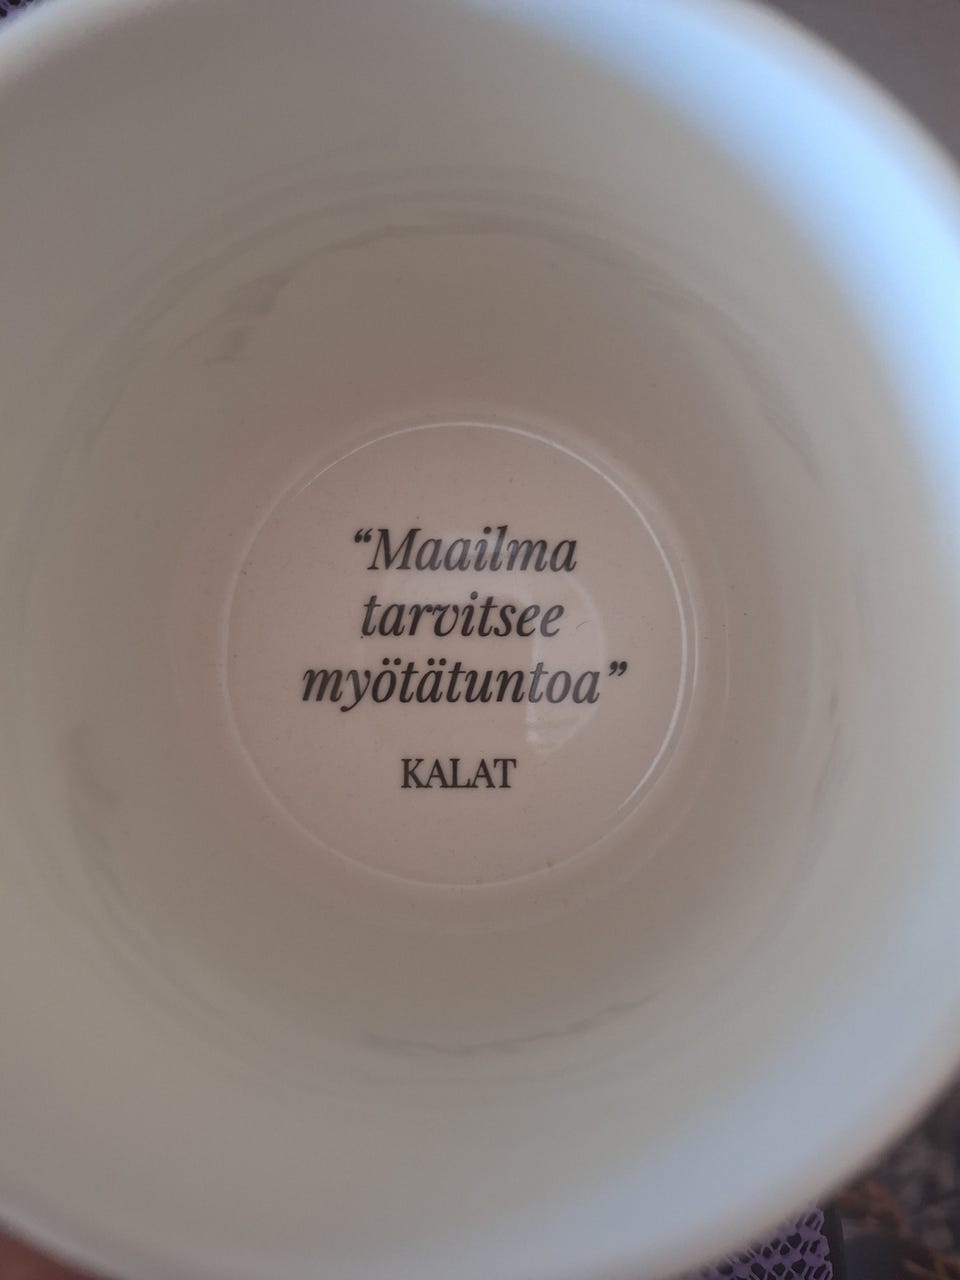 “Maailma
tarvitsee
myötätuntoa”
KALAT